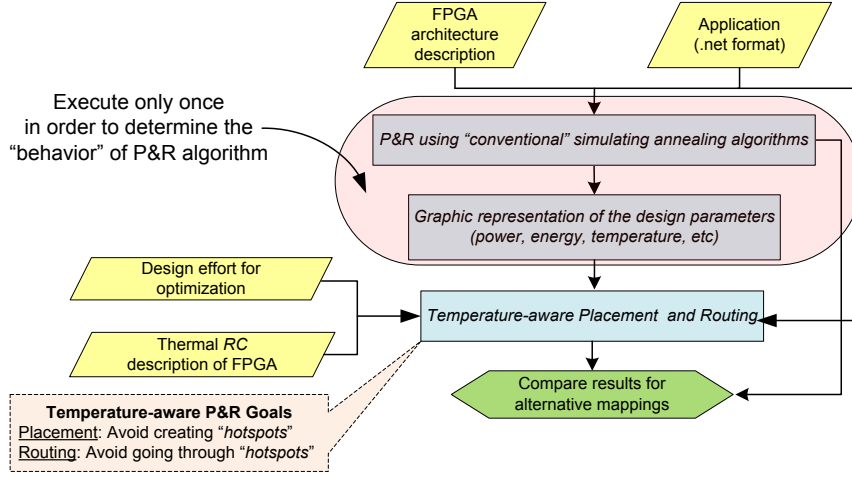 FPGA
architecture
description
Application
(.net format)
Execute only once
in order to determine the
“behavior” of P&R algorithm
P&R using “conventional” simulating annealing algorithms
Graphic representation of the design parameters
(power, energy, temperature, etc)
Design effort for
optimization
Temperature-aware Placement and Routing
Thermal RC
description of FPGA
Compare results for
alternative mappings
Temperature-aware P&R Goals
Placement: Avoid creating “hotspots”
Routing: Avoid going through “hotspots”